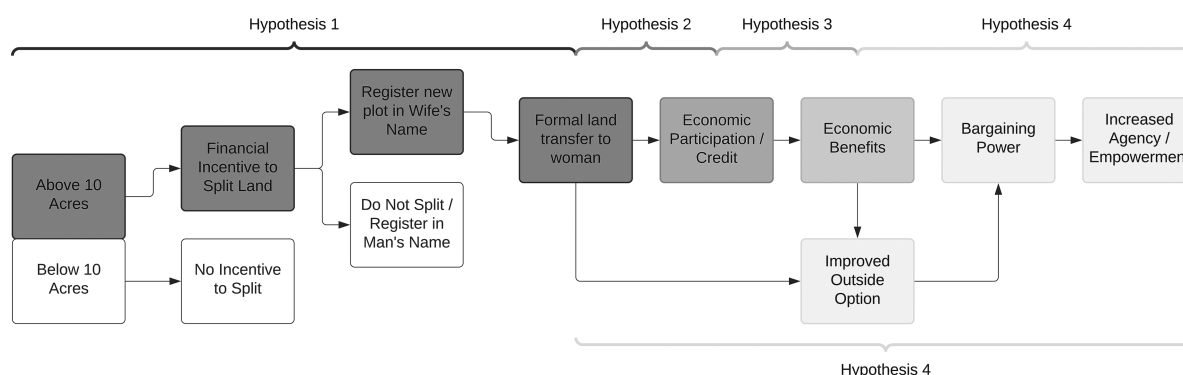 Hypothesis 1
Hypothesis 2
Hypothesis 3
Hypothesis 4
Above 10
Acres
Below 10
Acres
Financial
Incentive to
Split Land
No Incentive
to Split
Register new
plot in Wife's
Name
Do Not Split /
Register in
Man's Name
Formal land
transfer to
woman
Economic
Participation /
Credit
Economic
Benefits
Improved
Outside
Option
Bargaining
Power
Increased
Agency /
Empowermen
Hypothesis 4